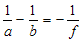 1/a - 1/b = - 1/f